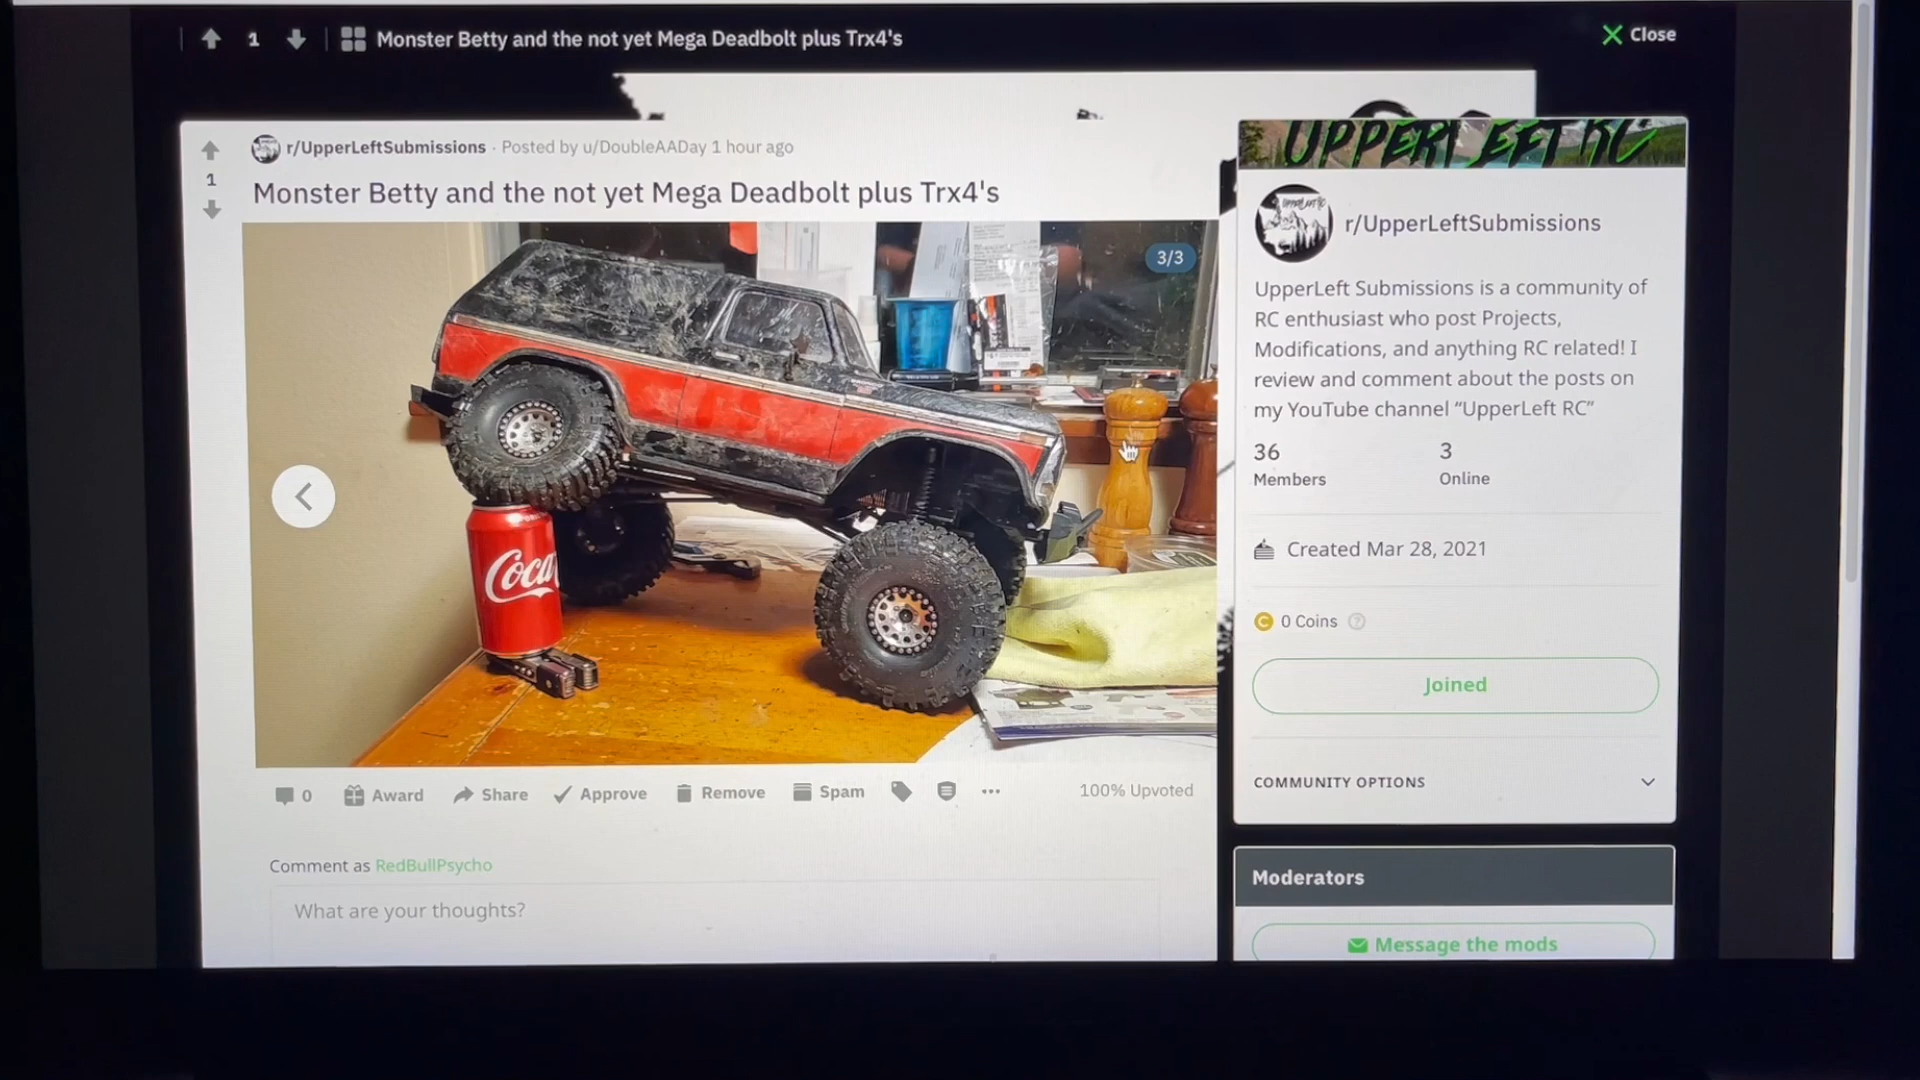 1
Monster Betty and the not yet Mega Deadbolt plus Trx4's
Close
r/UpperLeftSubmissions · Posted by u/DoubleAADay 1 hour ago
1
Monster Betty and the not yet Mega Deadbolt plus Trx4's
3/3
Coca
0
Award
Share
Approve
Remove
Spam
100% Upvoted
Comment as RedBullPsycho
What are your thoughts?
UPPERLEFT RC
r/UpperLeftSubmissions
UpperLeft Submissions is a community of
RC enthusiast who post Projects,
Modifications, and anything RC related! I
review and comment about the posts on
my YouTube channel “UpperLeft RC”
36
Members
3
Online
Created Mar 28, 2021
0 Coins
Joined
COMMUNITY OPTIONS
Moderators
Message the mods